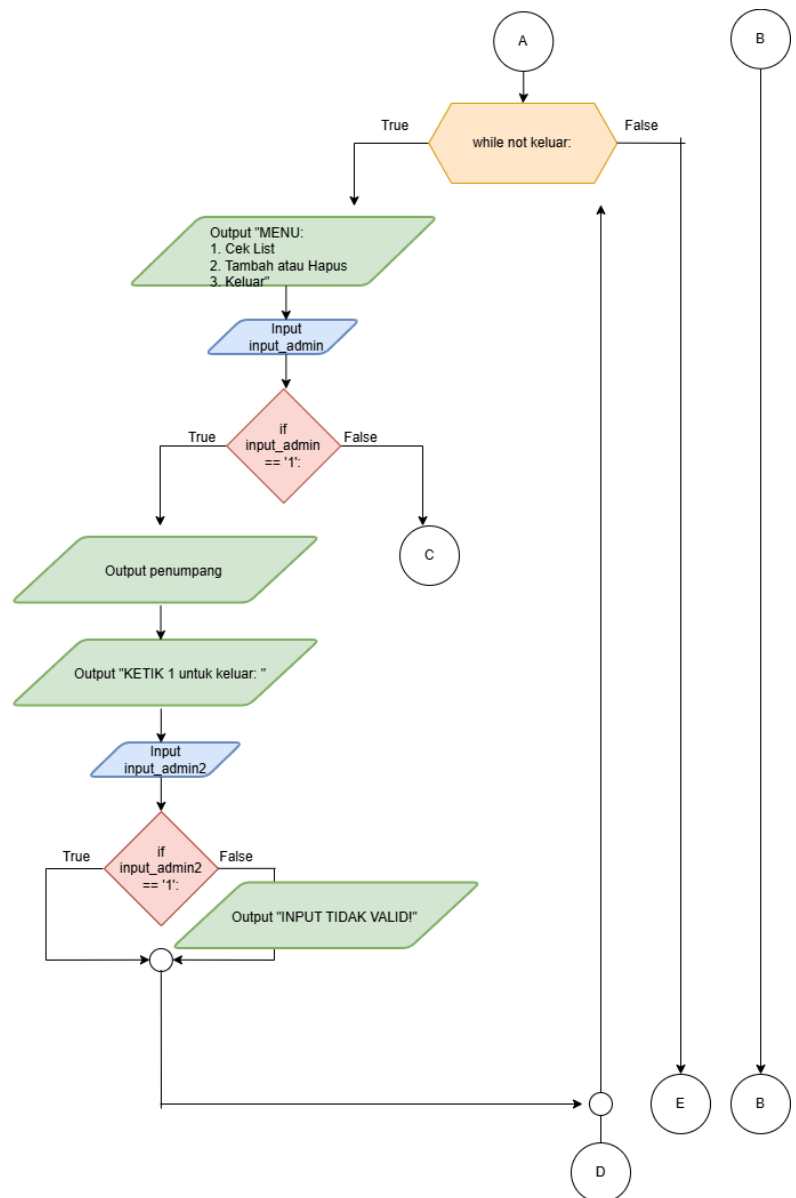 A
B
True
while not keluar:
False
Output "MENU:
1. Cek List
2. Tambah atau Hapus
3. Keluar"
Input
input_admin
True
if
input_admin
== '1':
False
C
Output penumpang
Output "KETIK 1 untuk keluar: "
Input
input_admin2
True
if
input_admin2
== '1':
False
Output "INPUT TIDAK VALID!"
E
B
D